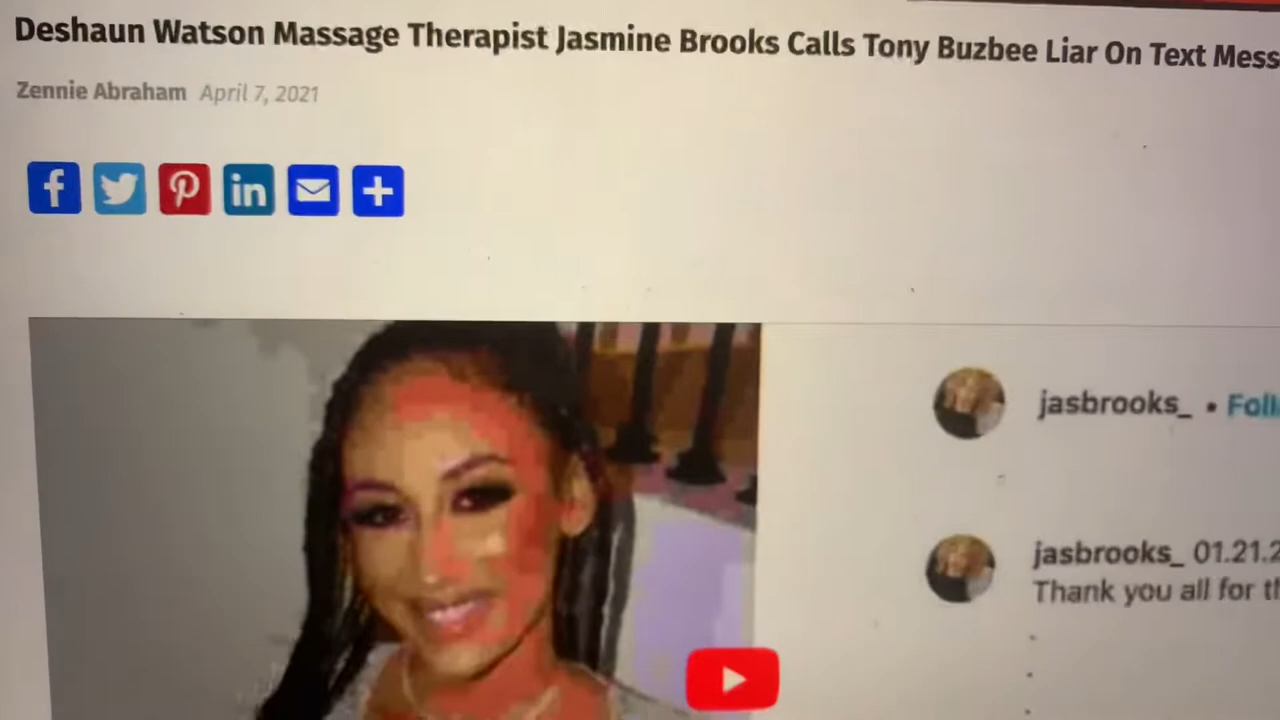 Deshaun Watson Massage Therapist Jasmine Brooks Calls Tony Buzbee Liar On Text Mess
Zennie Abraham April 7, 2021
jasbrooks_ • Foll
jasbrooks_ 01.21.2
Thank you all for th